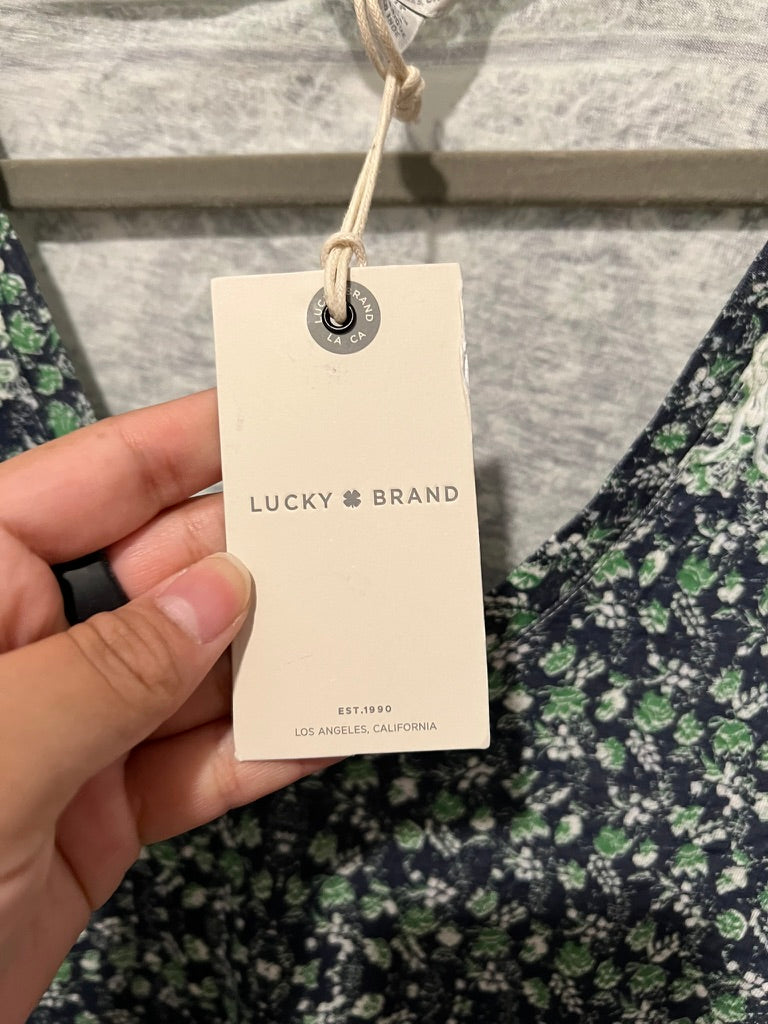 LUCKY BRAND
LA CA
LUCKY BRAND
EST.1990
LOS ANGELES, CALIFORNIA